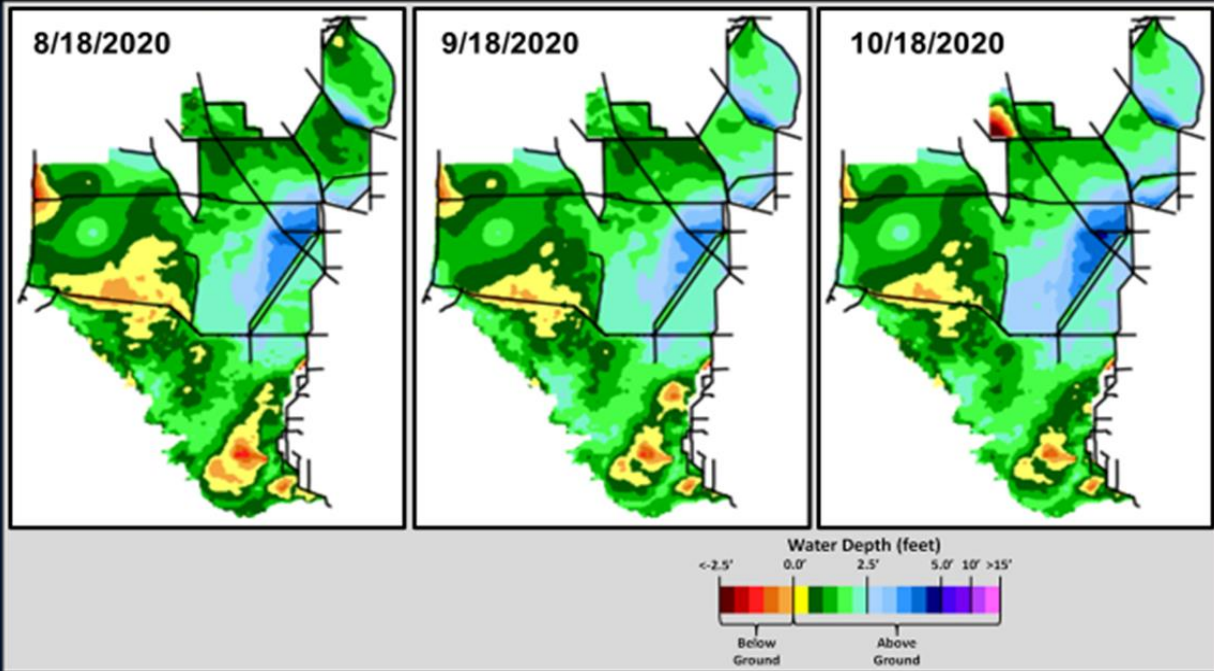 8/18/2020
9/18/2020
10/18/2020
Water Depth (feet)
<-2.5' 0.0' 2.5' 5.0' 10' >15'
Below Ground
Above Ground